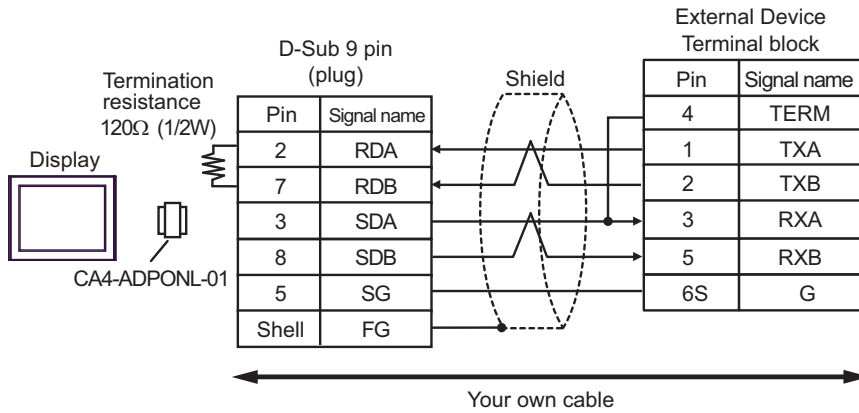 External Device
Terminal block
D-Sub 9 pin
(plug)
Shield
Termination
resistance
120Ω (1/2W)
Display
CA4-ADPONL-01
Pin Signal name
2 RDA
7 RDB
3 SDA
8 SDB
5 SG
Shell FG
Pin Signal name
4 TERM
1 TXA
2 TXB
3 RXA
5 RXB
6S G
Your own cable